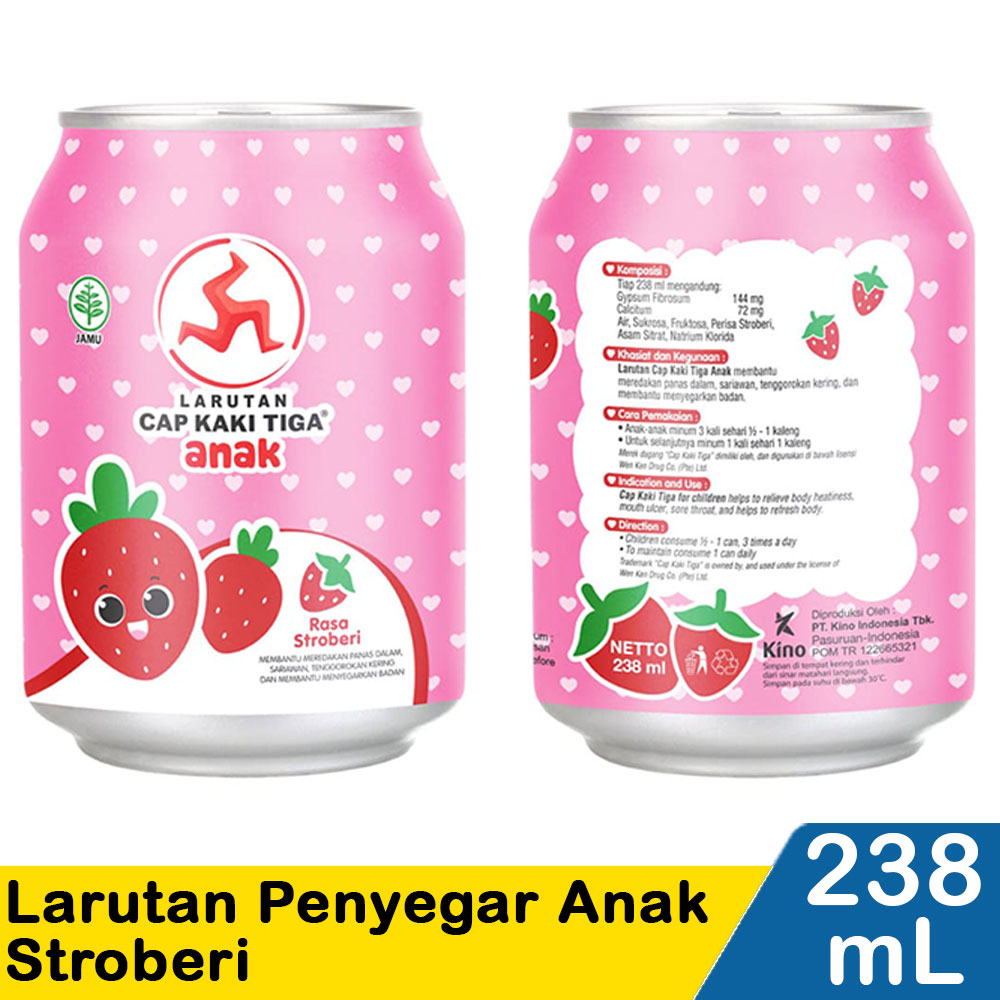 JAMU
LARUTAN
CAP KAKI TIGA®
anak
Rasa
Stroberi
MEMBANTU MEREDAKAN PANAS DALAM,
SARIAWAN, TENGGOROKAN KERING
DAN MEMBANTU MENYEGARKAN BADAN
Komposisi :
Tiap 238 ml mengandung:
Gypsum Fibrosum 144 mg
Calcitum 72 mg
Air, Sukrosa, Fruktosa, Perisa Stroberi,
Asam Sitrat, Natrium Klorida
Khasiat dan Kegunaan :
Larutan Cap Kaki Tiga Anak membantu
meredakan panas dalam, sariawan, tenggorokan kering, dan
membantu menyegarkan badan.
Cara Pemakaian :
• Anak-anak minum 3 kali sehari ½ - 1 kaleng
• Untuk selanjutnya minum 1 kali sehari 1 kaleng
Merek dagang "Cap Kaki Tiga" dimiliki oleh, dan digunakan di bawah lisensi
Wen Ken Drug Co. (Pte) Ltd.
Indication and Use :
Cap Kaki Tiga for children helps to relieve body heatiness,
mouth ulcer, sore throat, and helps to refresh body.
Direction :
• Children consume ½ - 1 can, 3 times a day
• To maintain consume 1 can daily
Trademark "Cap Kaki Tiga" is owned by, and used under the license of
Wen Ken Drug Co. (Pte) Ltd.
NETTO
238 ml
Kino
Diproduksi Oleh :
PT. Kino Indonesia Tbk.
Pasuruan-Indonesia
POM TR 122665321
Simpan di tempat kering dan terhindar
dari sinar matahari langsung.
Simpan pada suhu di bawah 30°C.
Larutan Penyegar Anak
Stroberi
238
mL